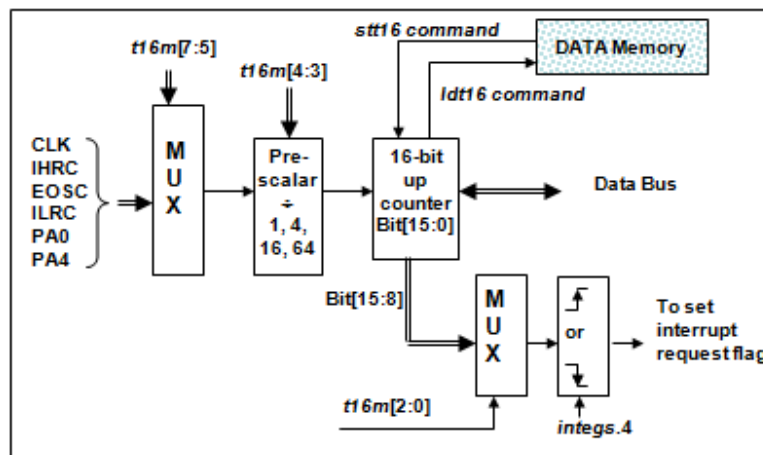 t16m[7:5]
t16m[4:3]
stt16 command
DATA Memory
ldt16 command
CLK
IHRC
EOSC
ILRC
PA0
PA4
M
U
X
Pre-
scalar
÷
1, 4,
16, 64
16-bit
up
counter
Bit[15:0]
Data Bus
Bit[15:8]
M
U
X
or
To set
interrupt
request flag
t16m[2:0]
integs.4